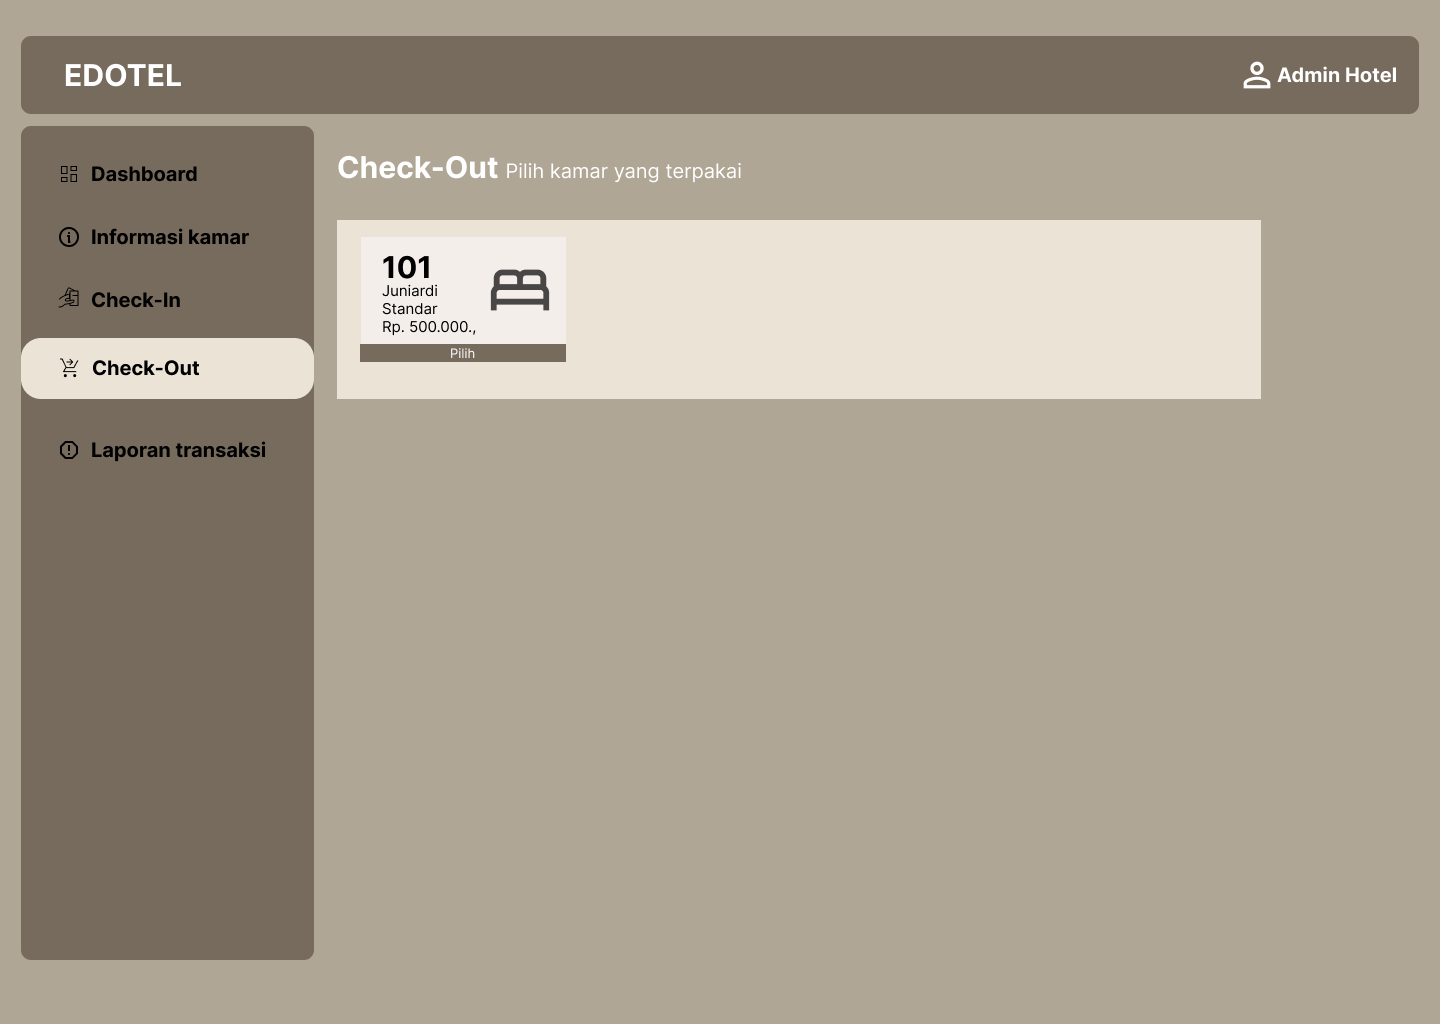 EDOTEL
Admin Hotel
Dashboard
Informasi kamar
Check-In
Check-Out
Laporan transaksi
Check-Out Pilih kamar yang terpakai
101
Juniardi
Standar
Rp. 500.000.,
Pilih